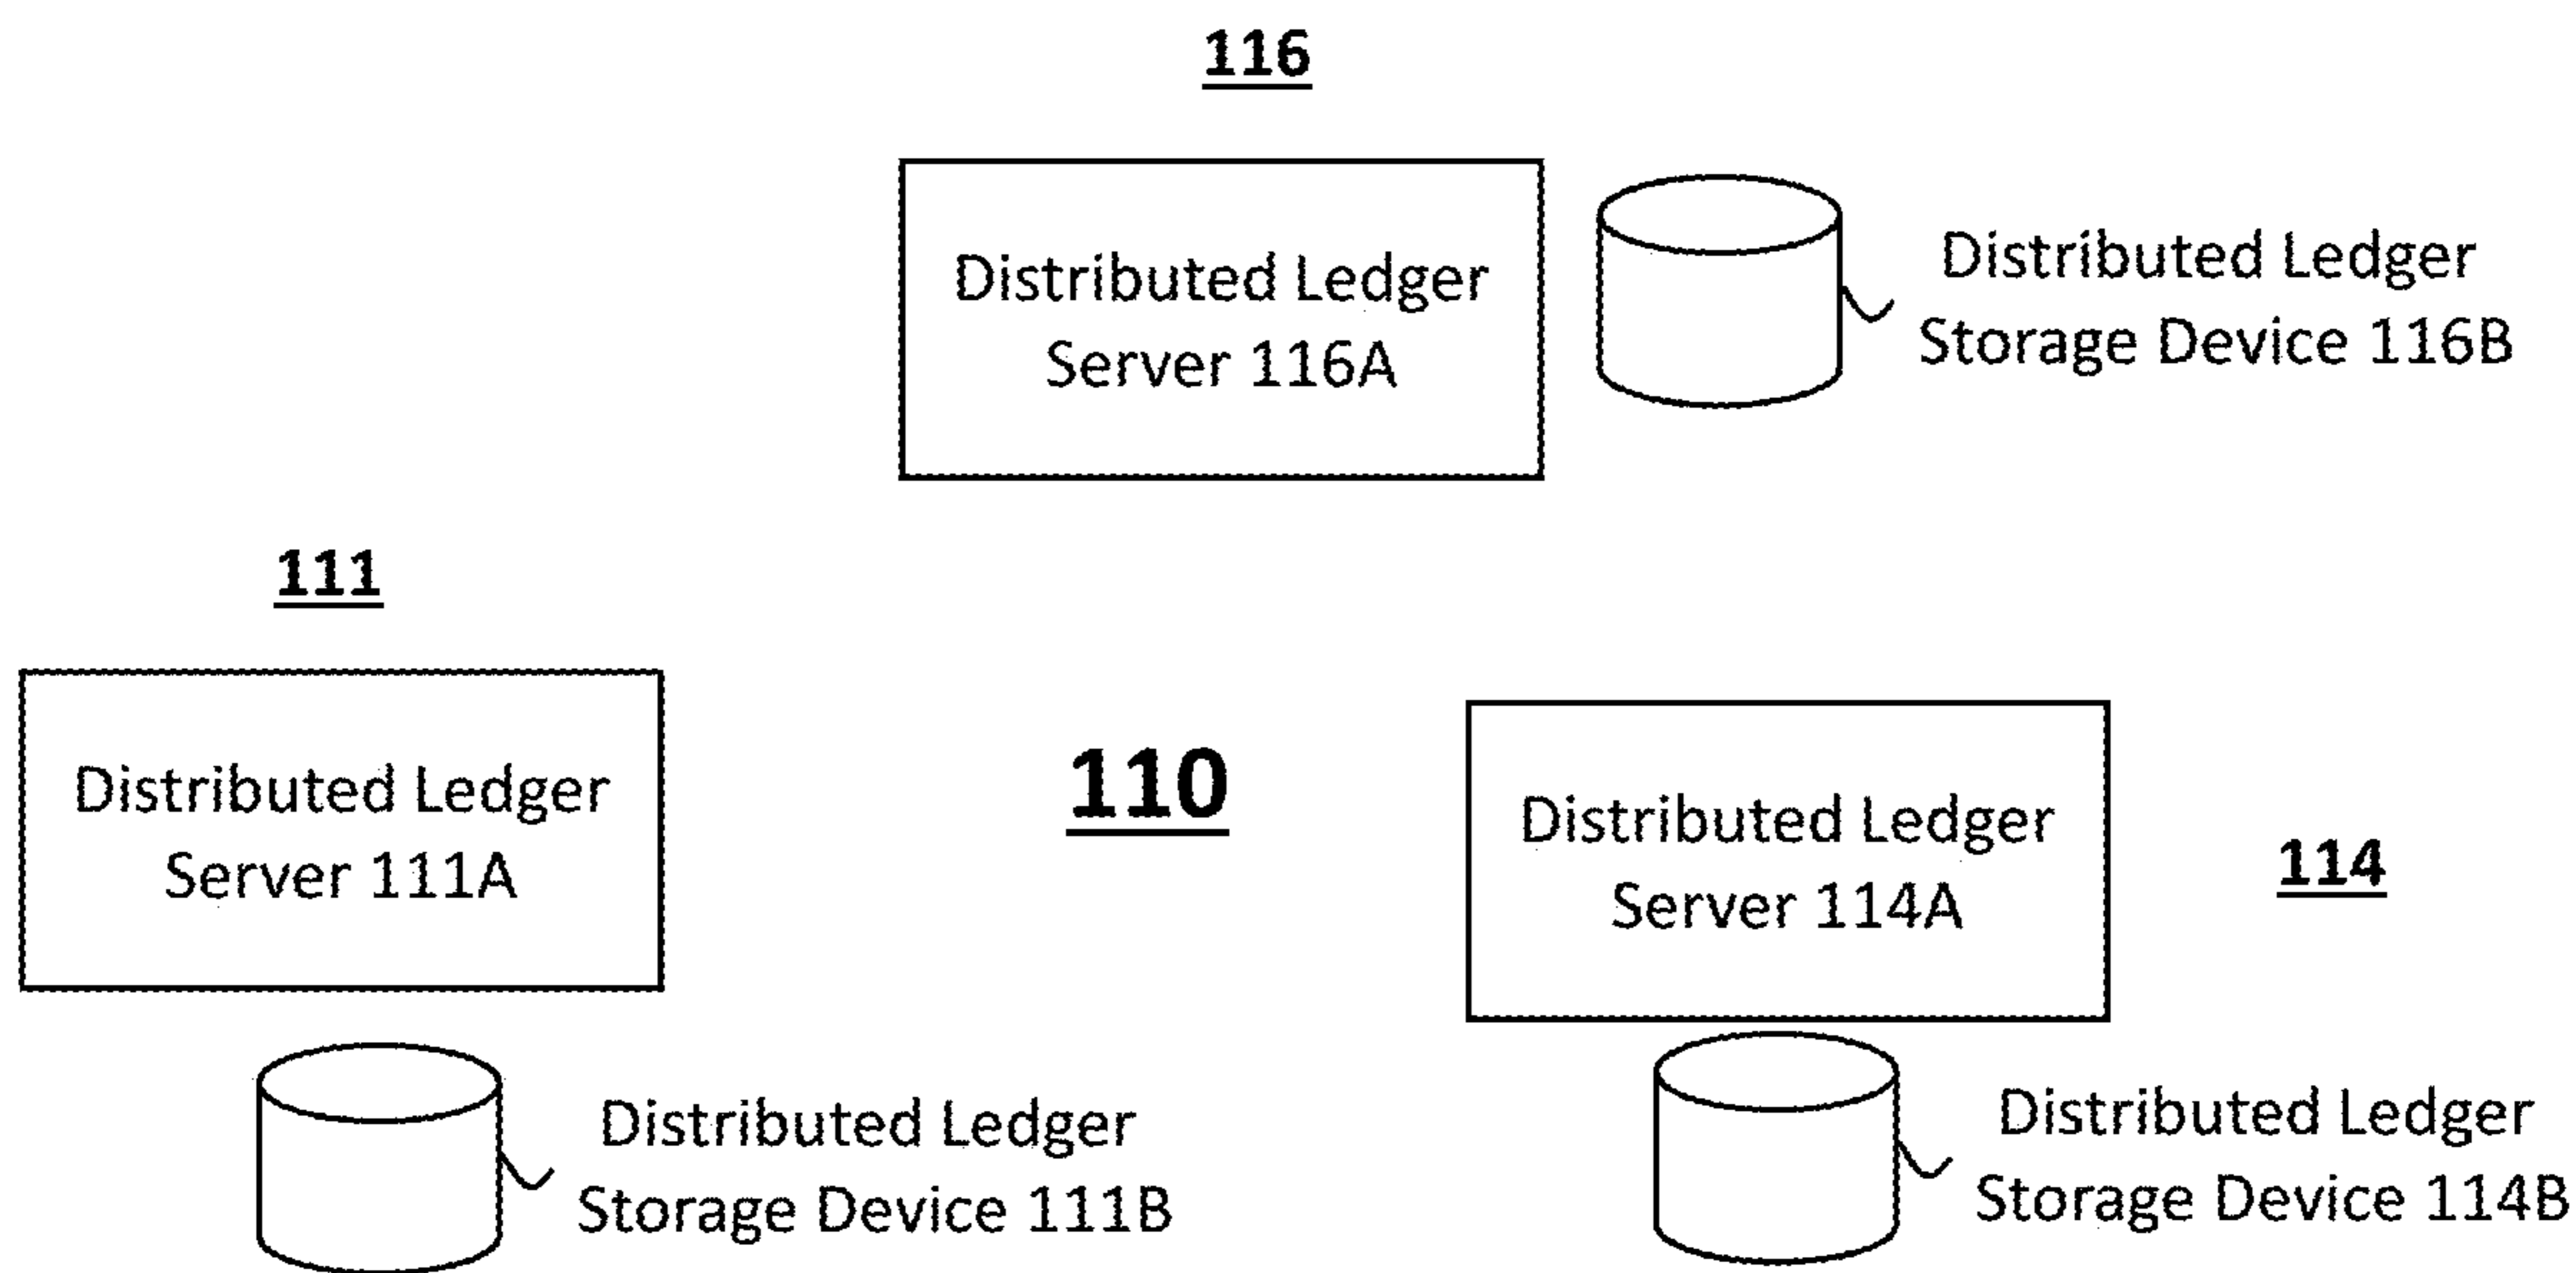 116
Distributed Ledger
Server 116A
Distributed Ledger
Storage Device 116B
111
Distributed Ledger
Server 111A
110
Distributed Ledger
Server 114A
114
Distributed Ledger
Storage Device 111B
Distributed Ledger
Storage Device 114B